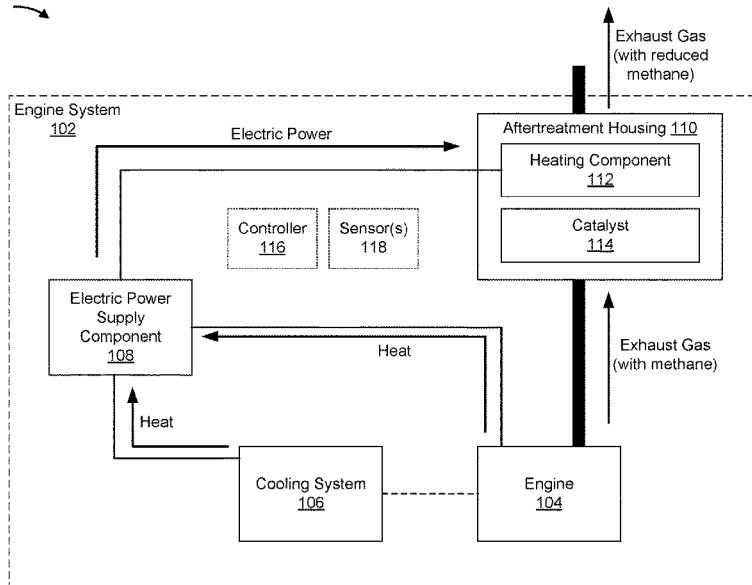 Exhaust Gas
(with reduced
methane)
Engine System
102
Electric Power
Aftertreatment Housing 110
Heating Component
112
Controller
116
Sensor(s)
118
Catalyst
114
Electric Power
Supply
Component
108
Heat
Exhaust Gas
(with methane)
Heat
Cooling System
106
Engine
104